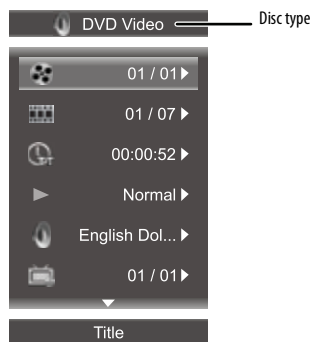 DVD Video
Disc type
01 / 01
01 / 07
00:00:52
Normal
English Dol...
01 / 01
Title